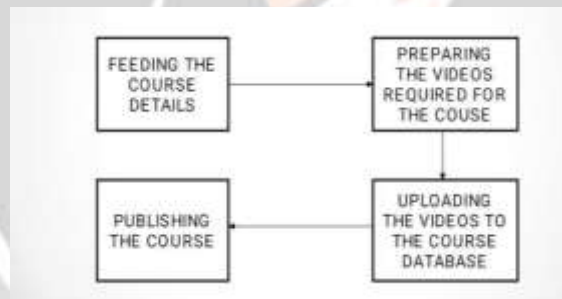 FEEDING THE
COURSE
DETAILS
PREPARING
THE VIDEOS
REQUIRED FOR
THE COUSE
UPLOADING
THE VIDEOS TO
THE COURSE
DATABASE
PUBLISHING
THE COURSE